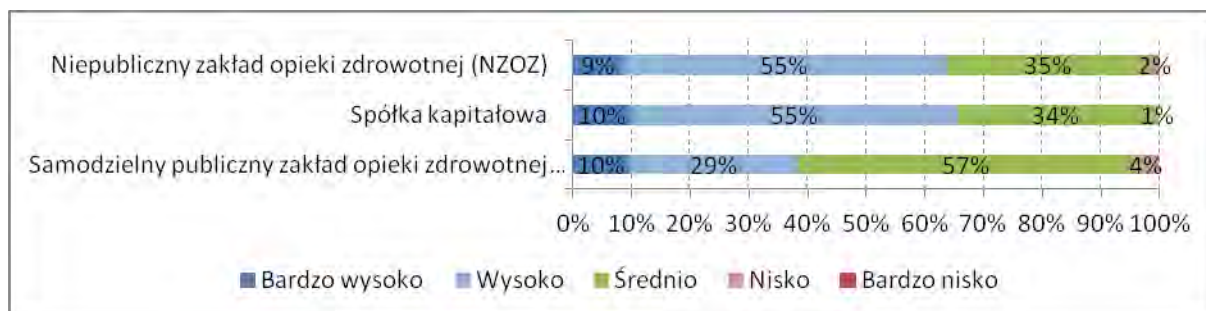 Niepubliczny zakład opieki zdrowotnej (NZOZ)
9% 55% 35% 2%
Spółka kapitałowa
10% 55% 34% 1%
Samodzielny publiczny zakład opieki zdrowotnej...
10% 29% 57% 4%
0% 10% 20% 30% 40% 50% 60% 70% 80% 90% 100%
Bardzo wysoko Wysoko Średnio Nisko Bardzo nisko